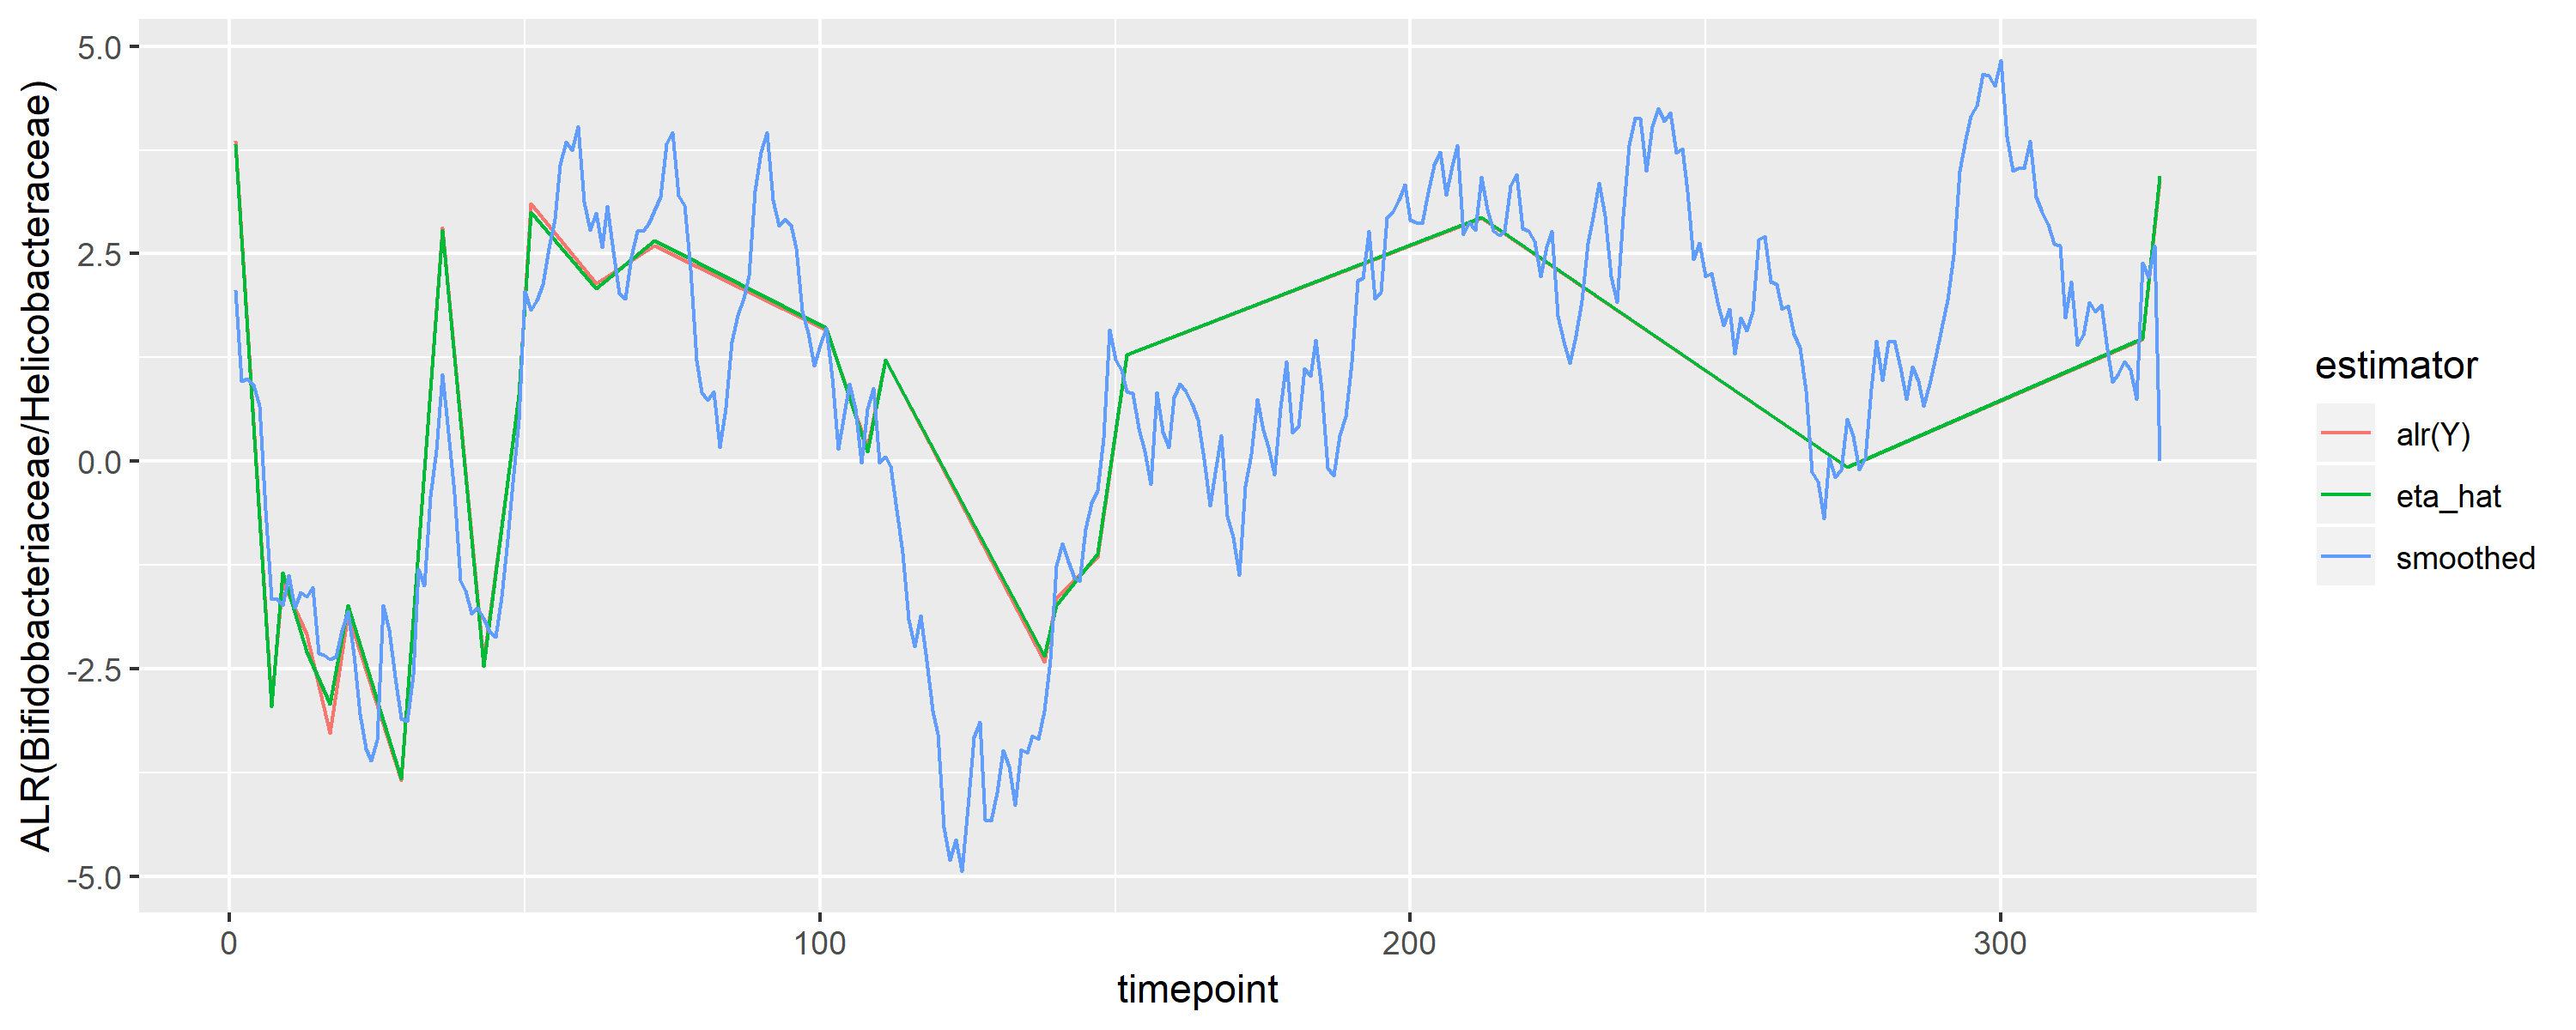 ALR(Bifidobacteriaceae/Helicobacteraceae)
5.0
2.5
0.0
-2.5
-5.0
0
100
200
300
timepoint
estimator
alr(Y)
eta_hat
smoothed